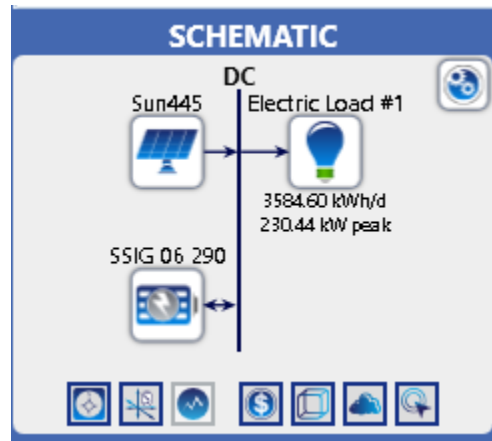 SCHEMATIC
DC
Sun445
Electric Load #1
3584.60 kWh/d
230.44 kW peak
SSIG 06 290